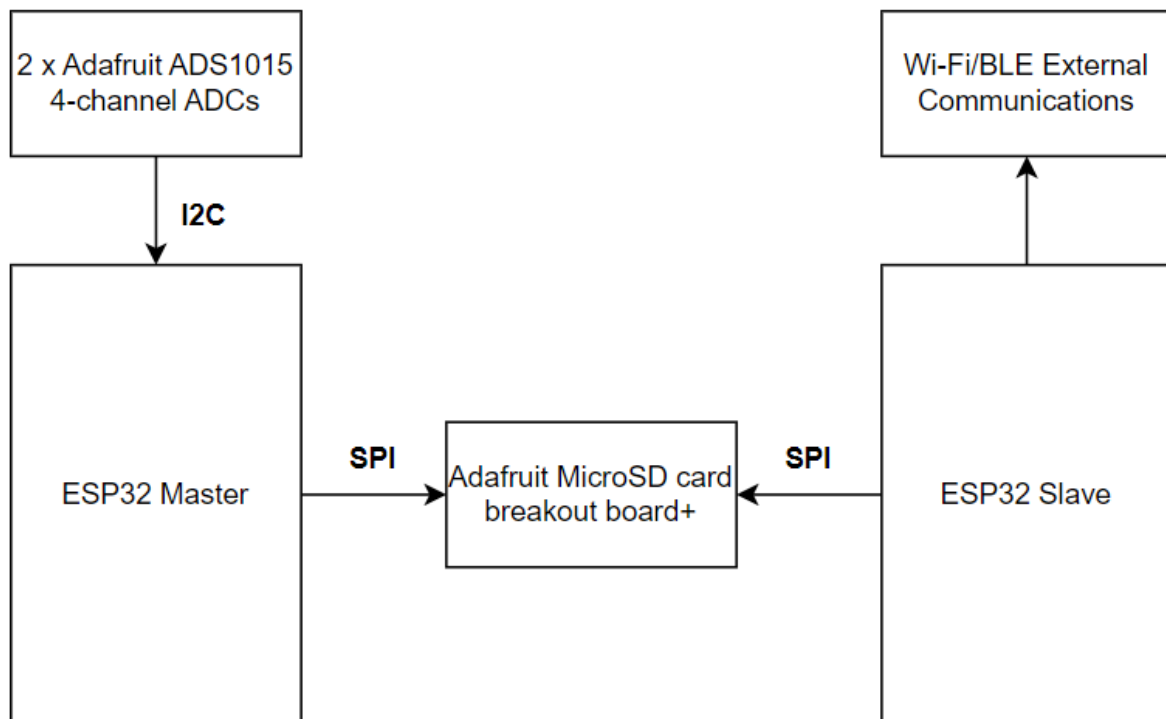 2 x Adafruit ADS1015
4-channel ADCs
Wi-Fi/BLE External
Communications
I2C
ESP32 Master
SPI
Adafruit MicroSD card
breakout board+
SPI
ESP32 Slave